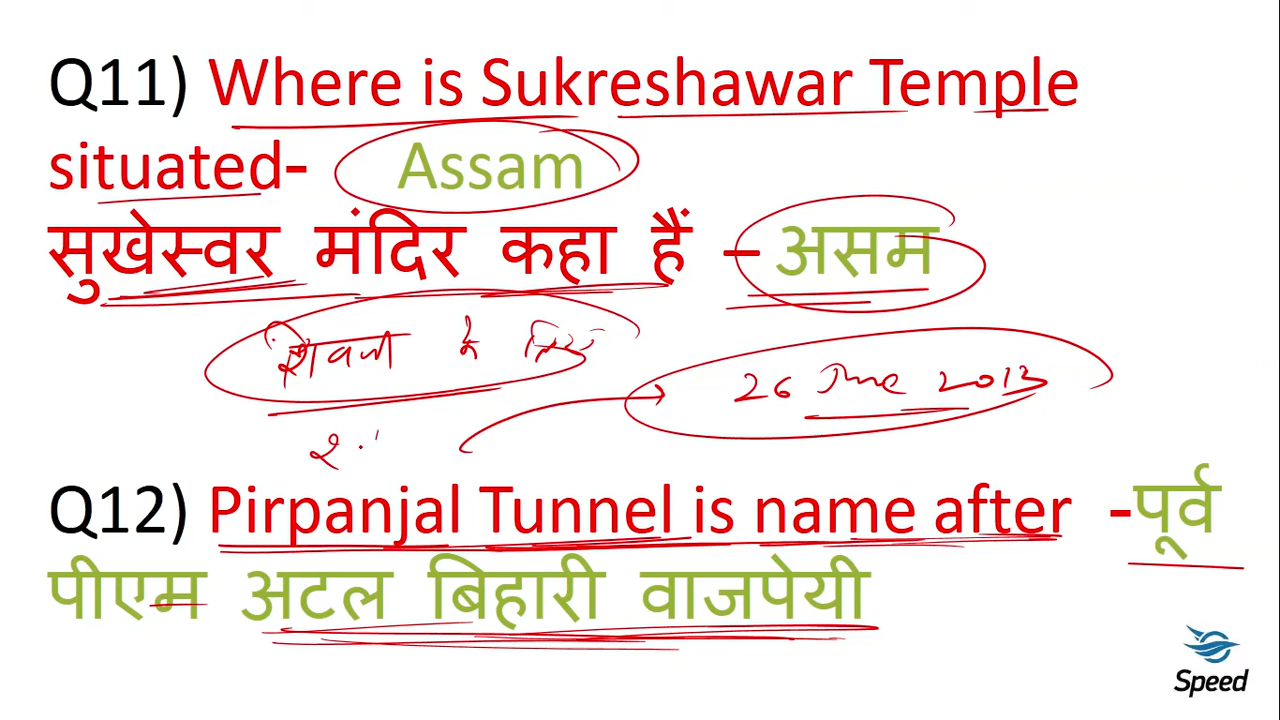 Q11) Where is Sukreshawar Temple
situated- Assam
सुखेस्वर मंदिर कहा हैं – असम
शिवजी के लिए
26 June 2013
Q12) Pirpanjal Tunnel is name after -पूर्व
पीएम अटल बिहारी वाजपेयी
Speed